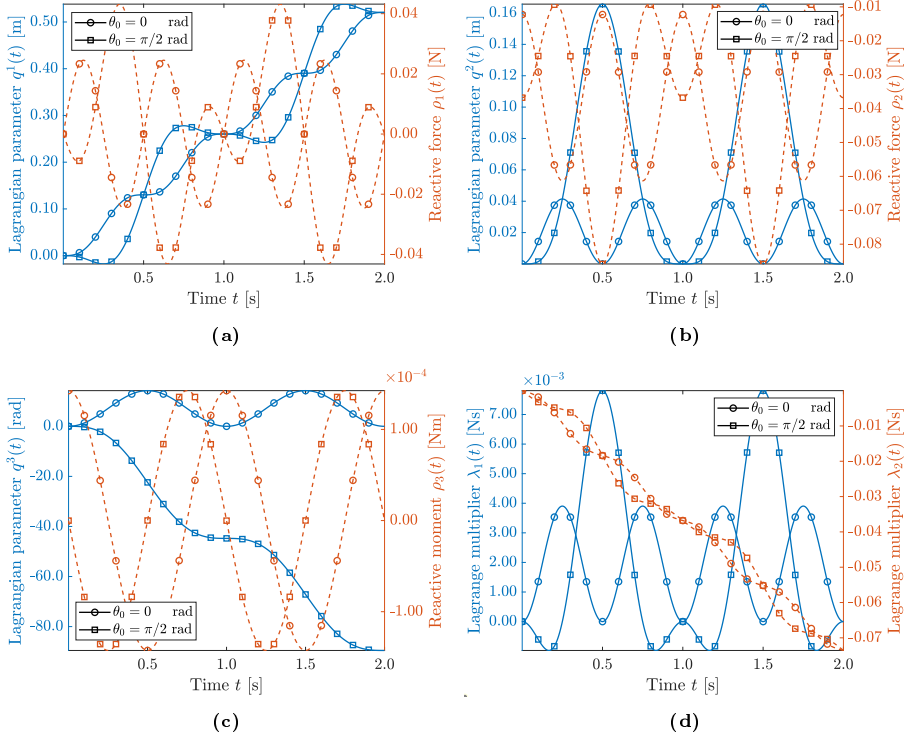 θ₀ = 0 rad
θ₀ = π/2 rad
Lagrangian parameter q¹(t) [m]
0.50
0.40
0.30
0.20
0.10
0.00
0.5
1.0
1.5
2.0
Time t [s]
0.04
0.02
0.00
−0.02
−0.04
Reactive force ρ₁(t) [N]
(a)
θ₀ = 0 rad
θ₀ = π/2 rad
Lagrangian parameter q²(t) [m]
0.16
0.14
0.12
0.10
0.08
0.06
0.04
0.02
0.5
1.0
1.5
2.0
Time t [s]
−0.01
−0.02
−0.03
−0.04
−0.05
−0.06
−0.07
−0.08
Reactive force ρ₂(t) [N]
(b)
×10⁻⁴
θ₀ = 0 rad
θ₀ = π/2 rad
Lagrangian parameter q³(t) [rad]
0.0
-20.0
-40.0
-60.0
-80.0
0.5
1.0
1.5
2.0
Time t [s]
1.00
0.00
−1.00
Reactive moment ρ₃(t) [Nm]
(c)
×10⁻³
θ₀ = 0 rad
θ₀ = π/2 rad
Lagrange multiplier λ₁(t) [Ns]
7.00
6.00
5.00
4.00
3.00
2.00
1.00
0.00
0.5
1.0
1.5
2.0
Time t [s]
−0.01
−0.02
−0.03
−0.04
−0.05
−0.06
−0.07
Lagrange multiplier λ₂(t) [Ns]
(d)